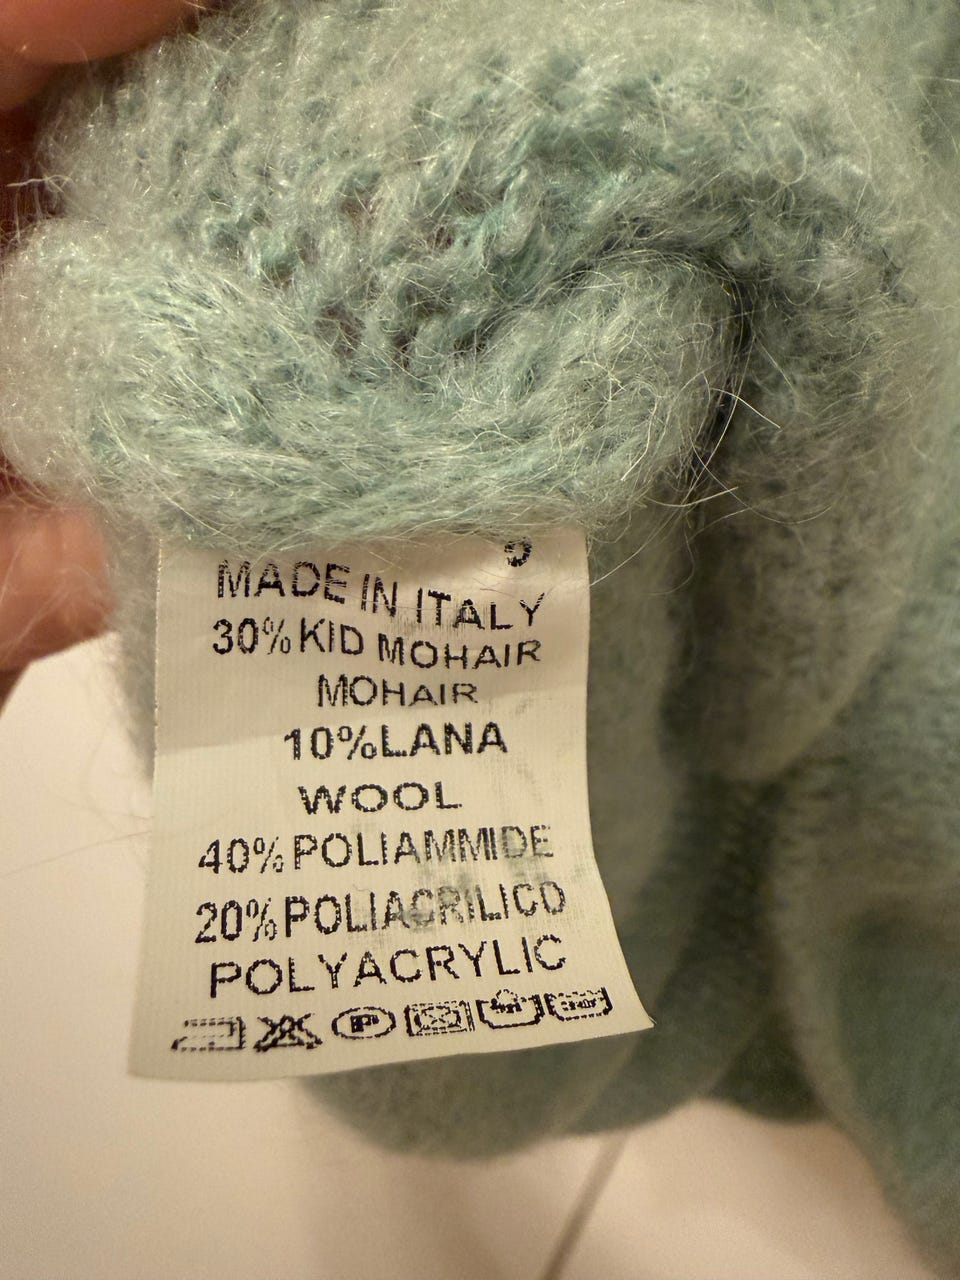 MADE IN ITALY
30% KID MOHAIR
MOHAIR
10%LANA
WOOL
40%POLIAMMIDE
20%POLIACRILICO
POLYACRYLIC
P